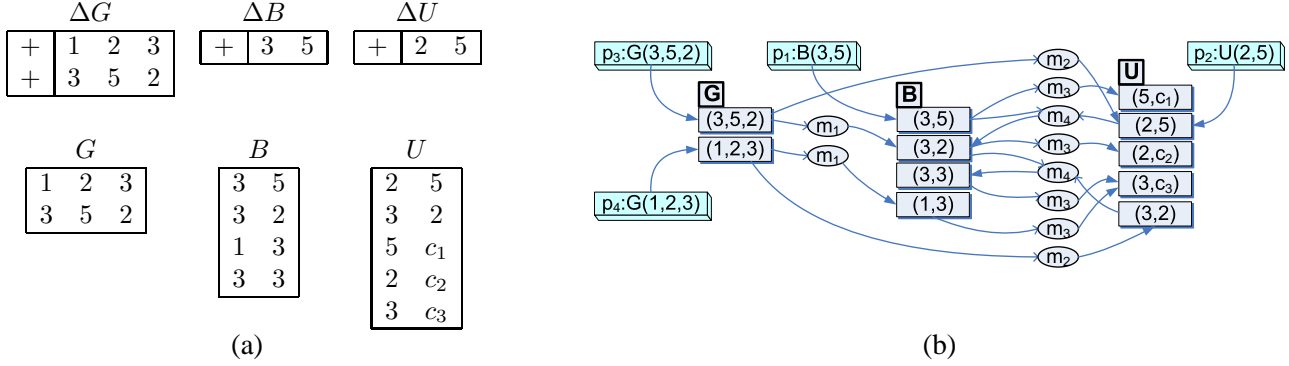 ΔG ΔB ΔU
+ 1 2 3
+ 3 5 2
+ 3 5
+ 2 5
G B U
1 2 3
3 5 2
3 5
3 2
1 3
3 3
2 5
3 2
5 c₁
2 c₂
3 c₃
(a)
p₃:G(3,5,2)
p₁:B(3,5)
p₂:U(2,5)
p₄:G(1,2,3)
G
(3,5,2)
(1,2,3)
m₁
m₁
B
(3,5)
(3,2)
(3,3)
(1,3)
m₂
m₃
m₄
m₃
m₄
m₃
m₃
m₂
U
(5,c₁)
(2,5)
(2,c₂)
(3,c₃)
(3,2)
(b)